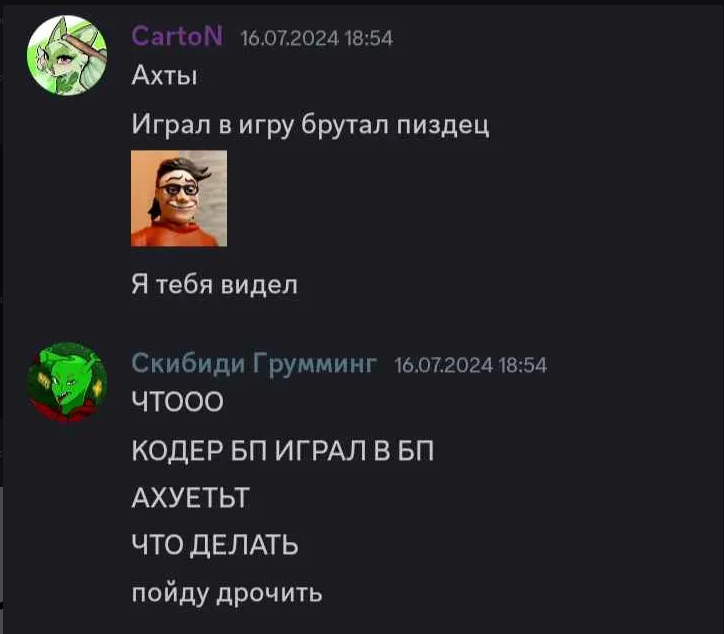 CartoN 16.07.2024 18:54
Ахты
Играл в игру брутал пиздец
Я тебя видел
Скибиди Грумминг 16.07.2024 18:54
ЧТООО
КОДЕР БП ИГРАЛ В БП
АХУЕТЬТ
ЧТО ДЕЛАТЬ
пойду дрочить